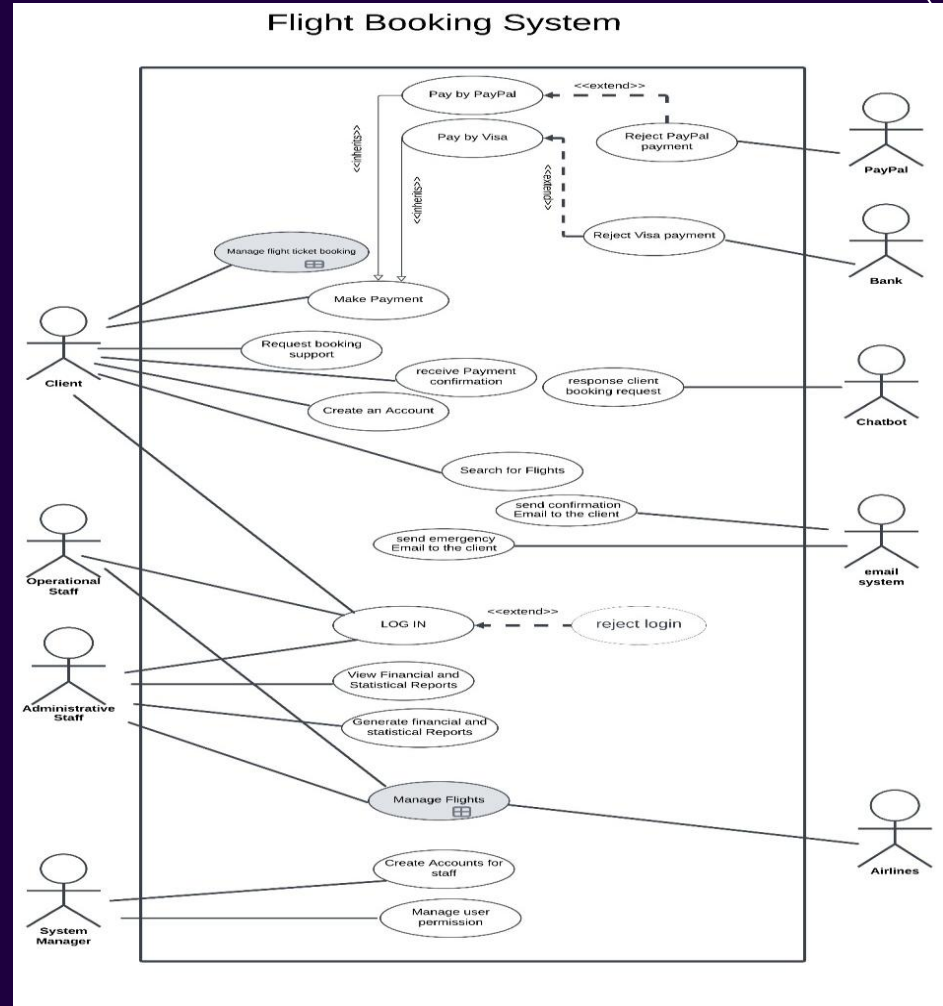 Flight Booking System
Pay by PayPal
<<extend>>
Pay by Visa
Reject PayPal
payment
PayPal
<<inherits>>
<<inherits>>
<<extend>>
Manage flight ticket booking
Reject Visa payment
Bank
Make Payment
Request booking
support
Client
receive Payment
confirmation
response client
booking request
Create an Account
Chatbot
Search for Flights
send confirmation
Email to the client
send emergency
Email to the client
email
system
Operational
Staff
LOG IN
<<extend>>
reject login
View Financial and
Statistical Reports
Administrative
Staff
Generate financial and
statistical Reports
Manage Flights
Airlines
Create Accounts for
staff
Manage user
permission
System
Manager